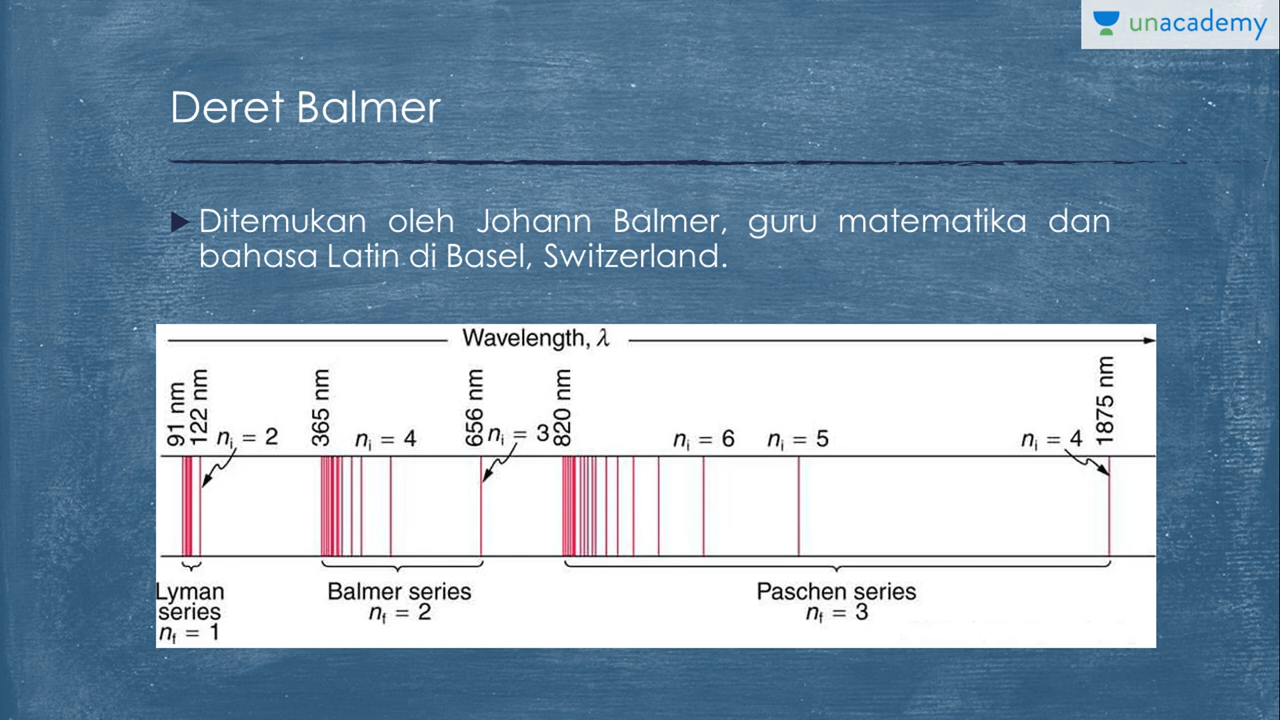 unacademy
Deret Balmer
Ditemukan oleh Johann Balmer, guru matematika dan
bahasa Latin di Basel, Switzerland.
Wavelength, λ
91 nm
122 nm
nᵢ = 2
365 nm
nᵢ = 4
656 nm
nᵢ = 3
820 nm
nᵢ = 6
nᵢ = 5
nᵢ = 4
1875 nm
Lyman
series
n_f = 1
Balmer series
n_f = 2
Paschen series
n_f = 3